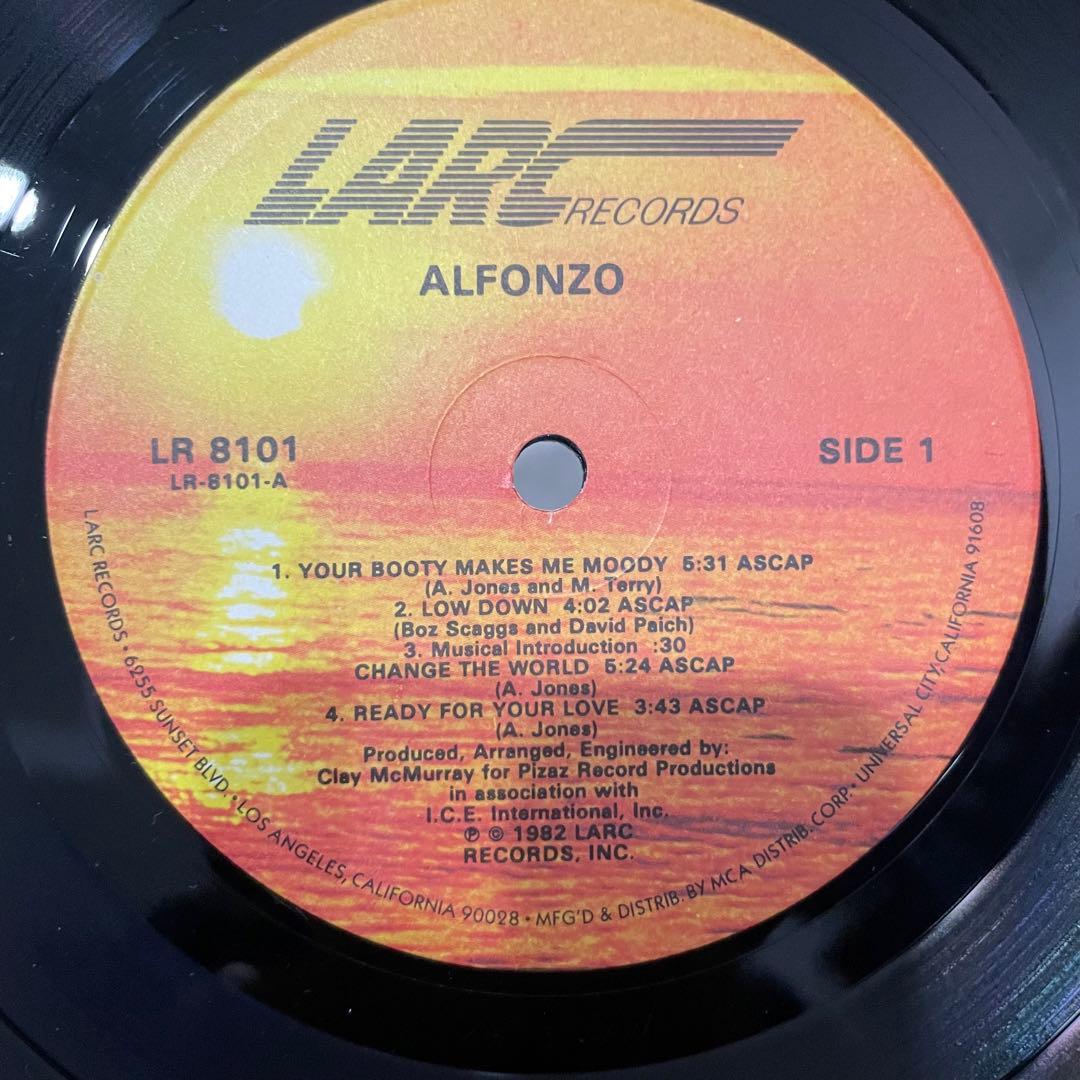 LARC RECORDS
ALFONZO
LR 8101
LR-8101-A
SIDE 1
1. YOUR BOOTY MAKES ME MOODY 5:31 ASCAP
(A. Jones and M. Terry)
2. LOW DOWN 4:02 ASCAP
(Boz Scaggs and David Paich)
3. Musical Introduction :30
CHANGE THE WORLD 5:24 ASCAP
(A. Jones)
4. READY FOR YOUR LOVE 3:43 ASCAP
(A. Jones)
Produced, Arranged, Engineered by:
Clay McMurray for Pizaz Record Productions
in association with
I.C.E. International, Inc.
℗ © 1982 LARC
RECORDS, INC.
LARC RECORDS • 6255 SUNSET BLVD. • LOS ANGELES, CALIFORNIA 90028 • MFG'D & DISTRIB. BY MCA DISTRIB. CORP. • UNIVERSAL CITY, CALIFORNIA 91608